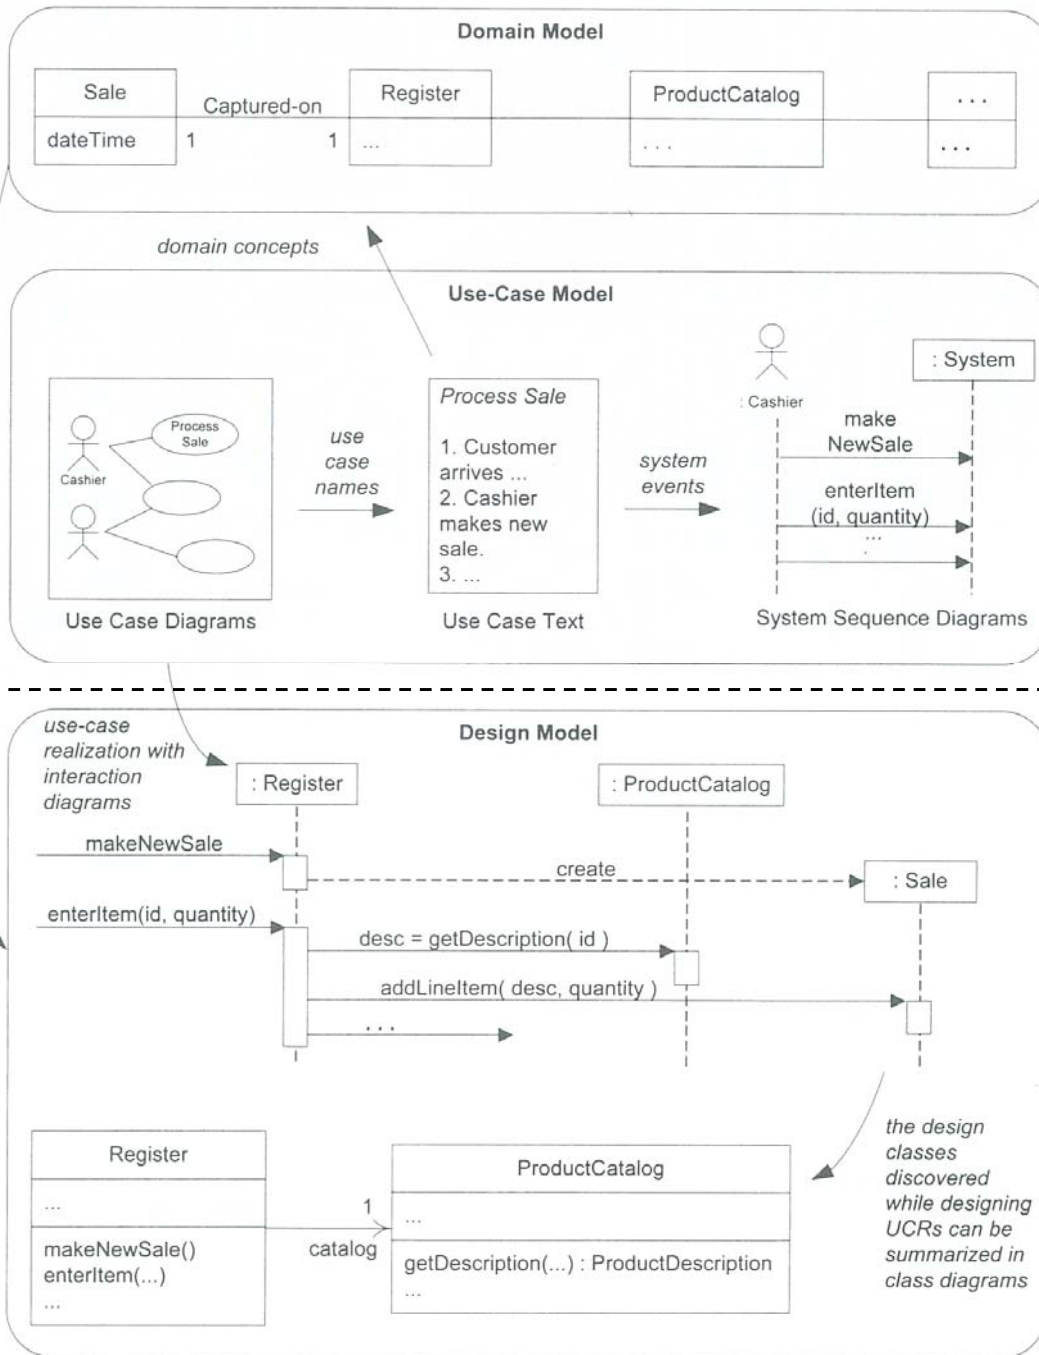 Domain Model
Sale
Captured-on
Register
ProductCatalog
...
dateTime
1
1
...
...
...
domain concepts
Use-Case Model
Process
Sale
Cashier
use
case
names
Process Sale
1. Customer
arrives ...
2. Cashier
makes new
sale.
3. ...
system
events
: Cashier
: System
make
NewSale
enterItem
(id, quantity)
...
Use Case Diagrams
Use Case Text
System Sequence Diagrams
use-case
realization with
interaction
diagrams
Design Model
: Register
: ProductCatalog
makeNewSale
create
: Sale
enterItem(id, quantity)
desc = getDescription( id )
addLineItem( desc, quantity )
...
Register
...
makeNewSale()
enterItem(...)
...
1
catalog
ProductCatalog
...
getDescription(...) : ProductDescription
...
the design
classes
discovered
while designing
UCRs can be
summarized in
class diagrams